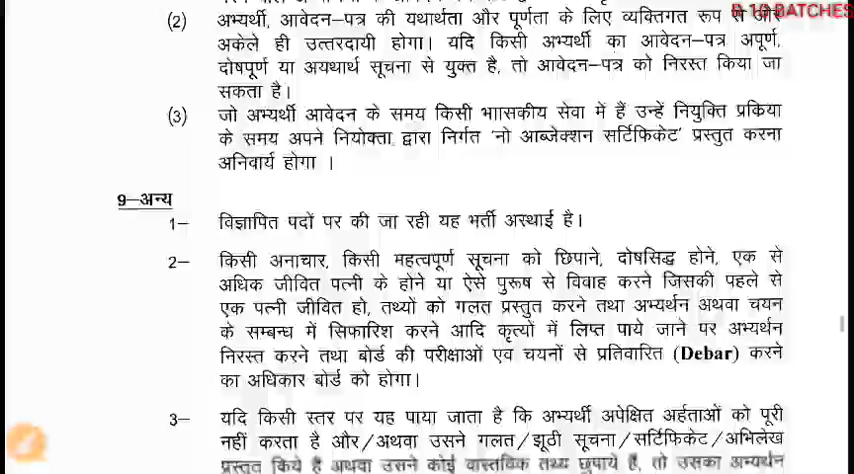 (2) अभ्यर्थी, आवेदन–पत्र की यथार्थता और पूर्णता के लिए व्यक्तिगत रूप से और
BATCHES
अकेले ही उत्तरदायी होगा। यदि किसी अभ्यर्थी का आवेदन–पत्र अपूर्ण,
दोषपूर्ण या अयथार्थ सूचना से युक्त है, तो आवेदन–पत्र को निरस्त किया जा
सकता है।
(3) जो अभ्यर्थी आवेदन के समय किसी भाासकीय सेवा में हैं उन्हें नियुक्ति प्रकिया
के समय अपने नियोक्ता द्वारा निर्गत 'नो आब्जेक्शन सर्टिफिकेट' प्रस्तुत करना
अनिवार्य होगा ।
9–अन्य
1– विज्ञापित पदों पर की जा रही यह भर्ती अस्थाई है।
2– किसी अनाचार, किसी महत्वपूर्ण सूचना को छिपाने, दोषसिद्ध होने, एक से
अधिक जीवित पत्नी के होने या ऐसे पुरूष से विवाह करने जिसकी पहले से
एक पत्नी जीवित हो, तथ्यों को गलत प्रस्तुत करने तथा अभ्यर्थन अथवा चयन
के सम्बन्ध में सिफारिश करने आदि कृत्यों में लिप्त पाये जाने पर अभ्यर्थन
निरस्त करने तथा बोर्ड की परीक्षाओं एव चयनों से प्रतिवारित (Debar) करने
का अधिकार बोर्ड को होगा।
3– यदि किसी स्तर पर यह पाया जाता है कि अभ्यर्थी अपेक्षित अर्हताओं को पूरी
नहीं करता है और/अथवा उसने गलत/झूठी सूचना/सर्टिफिकेट/अभिलेख
प्रस्तुत किये है अथवा उसने कोई वास्तविक तथ्य छुपाये है, तो उसका अभ्यर्थन